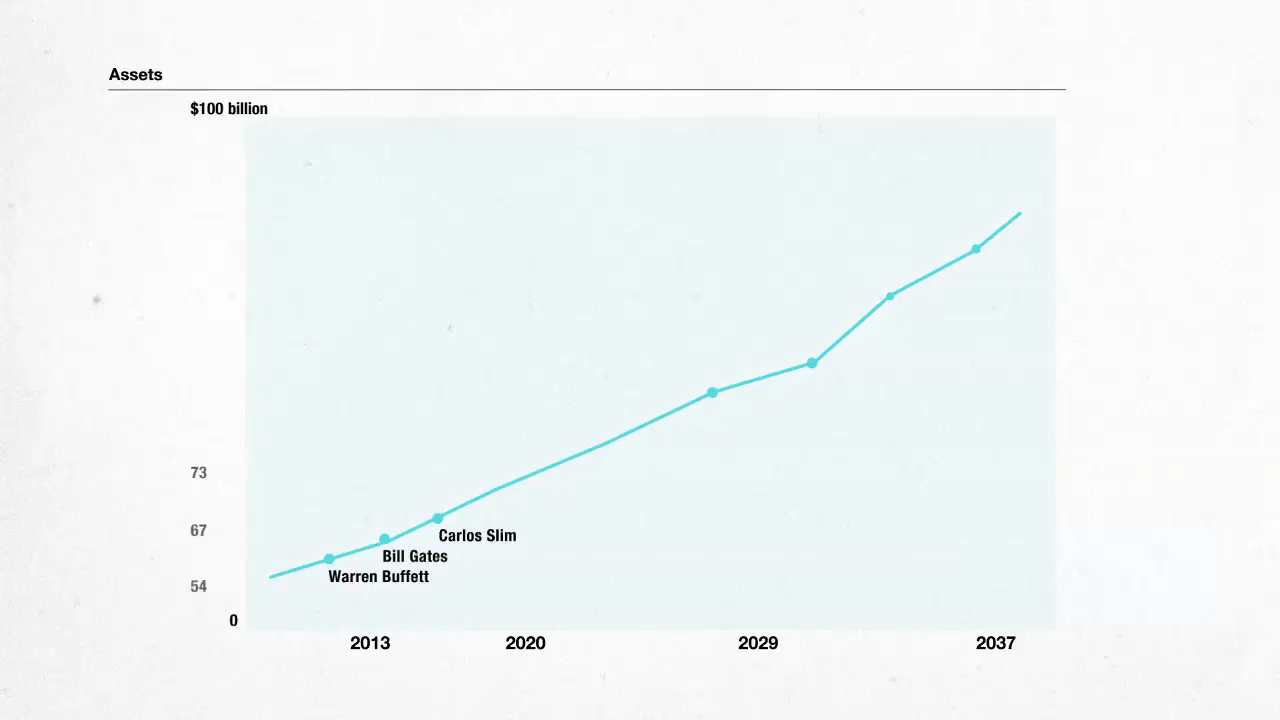 Assets
$100 billion
73
67
54
0
Carlos Slim
Bill Gates
Warren Buffett
2013
2020
2029
2037